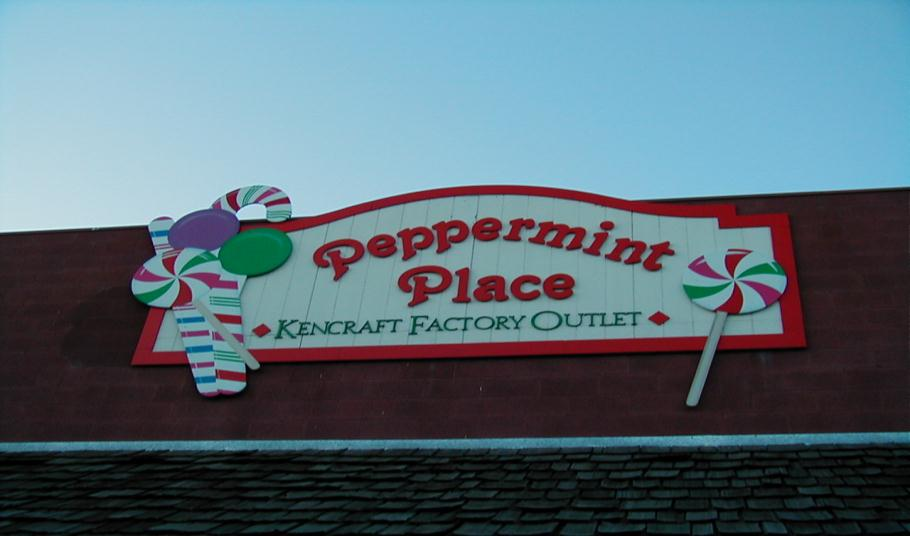 Peppermint
Place
Kencraft Factory Outlet